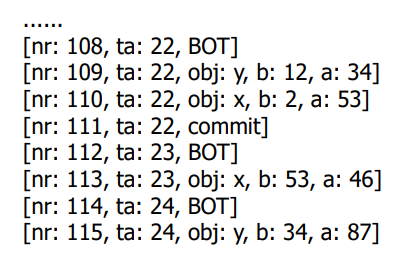 ......
[nr: 108, ta: 22, BOT]
[nr: 109, ta: 22, obj: y, b: 12, a: 34]
[nr: 110, ta: 22, obj: x, b: 2, a: 53]
[nr: 111, ta: 22, commit]
[nr: 112, ta: 23, BOT]
[nr: 113, ta: 23, obj: x, b: 53, a: 46]
[nr: 114, ta: 24, BOT]
[nr: 115, ta: 24, obj: y, b: 34, a: 87]